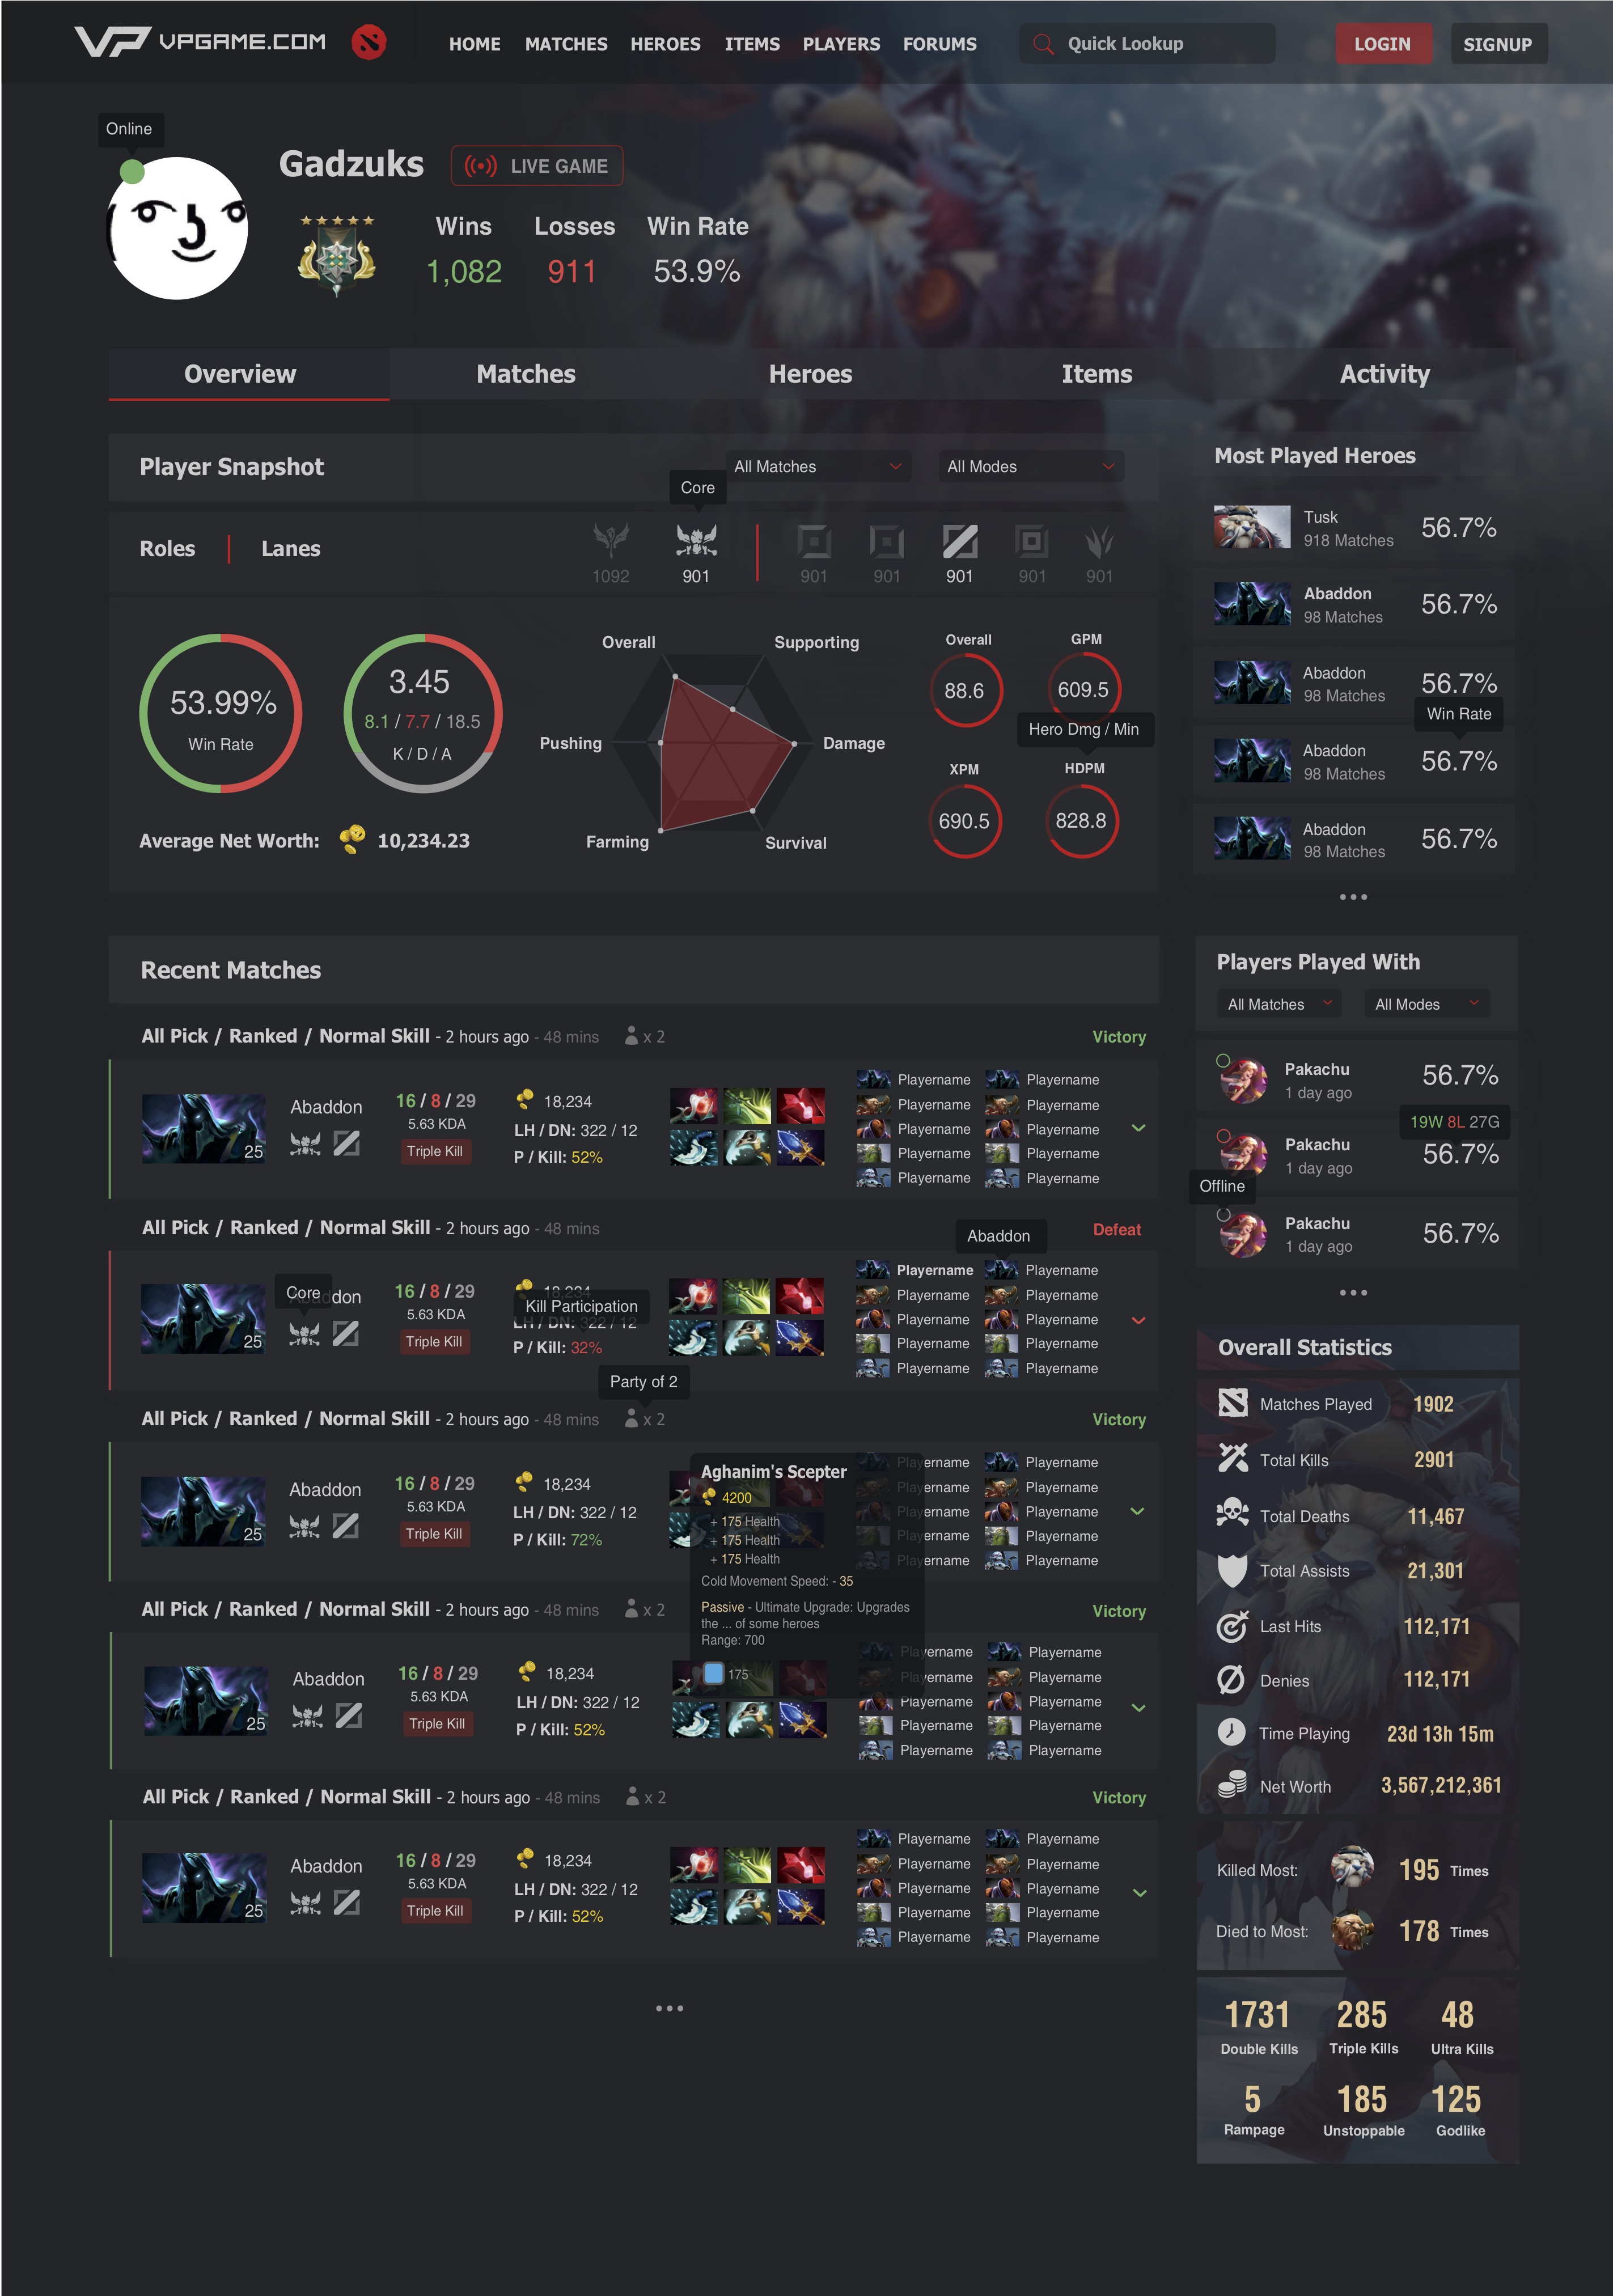 VP VPGAME.COM
HOME MATCHES HEROES ITEMS PLAYERS FORUMS
Quick Lookup
LOGIN SIGNUP
Online
Gadzuks
LIVE GAME
Wins Losses Win Rate
1,082 911 53.9%
Overview Matches Heroes Items Activity
Player Snapshot
All Matches All Modes
Core
Roles Lanes
1092 901 901 901 901 901 901
53.99%
Win Rate
3.45
8.1 / 7.7 / 18.5
K / D / A
Average Net Worth: 10,234.23
Overall Supporting
Pushing Damage
Farming Survival
Overall GPM
88.6 609.5
Hero Dmg / Min
XPM HDPM
690.5 828.8
Most Played Heroes
Tusk
918 Matches
56.7%
Abaddon
98 Matches
56.7%
Abaddon
98 Matches
56.7%
Win Rate
Abaddon
98 Matches
56.7%
Abaddon
98 Matches
56.7%
Recent Matches
All Pick / Ranked / Normal Skill - 2 hours ago - 48 mins x 2 Victory
25
Abaddon
16 / 8 / 29
5.63 KDA
Triple Kill
18,234
LH / DN: 322 / 12
P / Kill: 52%
Playername Playername
Playername Playername
Playername Playername
Playername Playername
Playername Playername
All Pick / Ranked / Normal Skill - 2 hours ago - 48 mins Defeat
Abaddon
25
Core
don
16 / 8 / 29
5.63 KDA
Triple Kill
18,234
Kill Participation
LH / DN: 322 / 12
P / Kill: 32%
Playername Playername
Playername Playername
Playername Playername
Playername Playername
Playername Playername
Party of 2
All Pick / Ranked / Normal Skill - 2 hours ago - 48 mins x 2 Victory
25
Abaddon
16 / 8 / 29
5.63 KDA
Triple Kill
18,234
LH / DN: 322 / 12
P / Kill: 72%
Aghanim's Scepter
4200
+ 175 Health
+ 175 Health
+ 175 Health
Cold Movement Speed: - 35
Passive - Ultimate Upgrade: Upgrades
the ... of some heroes
Range: 700
175
Playername Playername
Playername Playername
Playername Playername
Playername Playername
Playername Playername
All Pick / Ranked / Normal Skill - 2 hours ago - 48 mins x 2 Victory
25
Abaddon
16 / 8 / 29
5.63 KDA
Triple Kill
18,234
LH / DN: 322 / 12
P / Kill: 52%
Playername Playername
Playername Playername
Playername Playername
Playername Playername
Playername Playername
All Pick / Ranked / Normal Skill - 2 hours ago - 48 mins x 2 Victory
25
Abaddon
16 / 8 / 29
5.63 KDA
Triple Kill
18,234
LH / DN: 322 / 12
P / Kill: 52%
Playername Playername
Playername Playername
Playername Playername
Playername Playername
Playername Playername
Players Played With
All Matches All Modes
Pakachu
1 day ago
56.7%
19W 8L 27G
Pakachu
1 day ago
56.7%
Offline
Pakachu
1 day ago
56.7%
Overall Statistics
Matches Played 1902
Total Kills 2901
Total Deaths 11,467
Total Assists 21,301
Last Hits 112,171
Denies 112,171
Time Playing 23d 13h 15m
Net Worth 3,567,212,361
Killed Most: 195 Times
Died to Most: 178 Times
1731 285 48
Double Kills Triple Kills Ultra Kills
5 185 125
Rampage Unstoppable Godlike